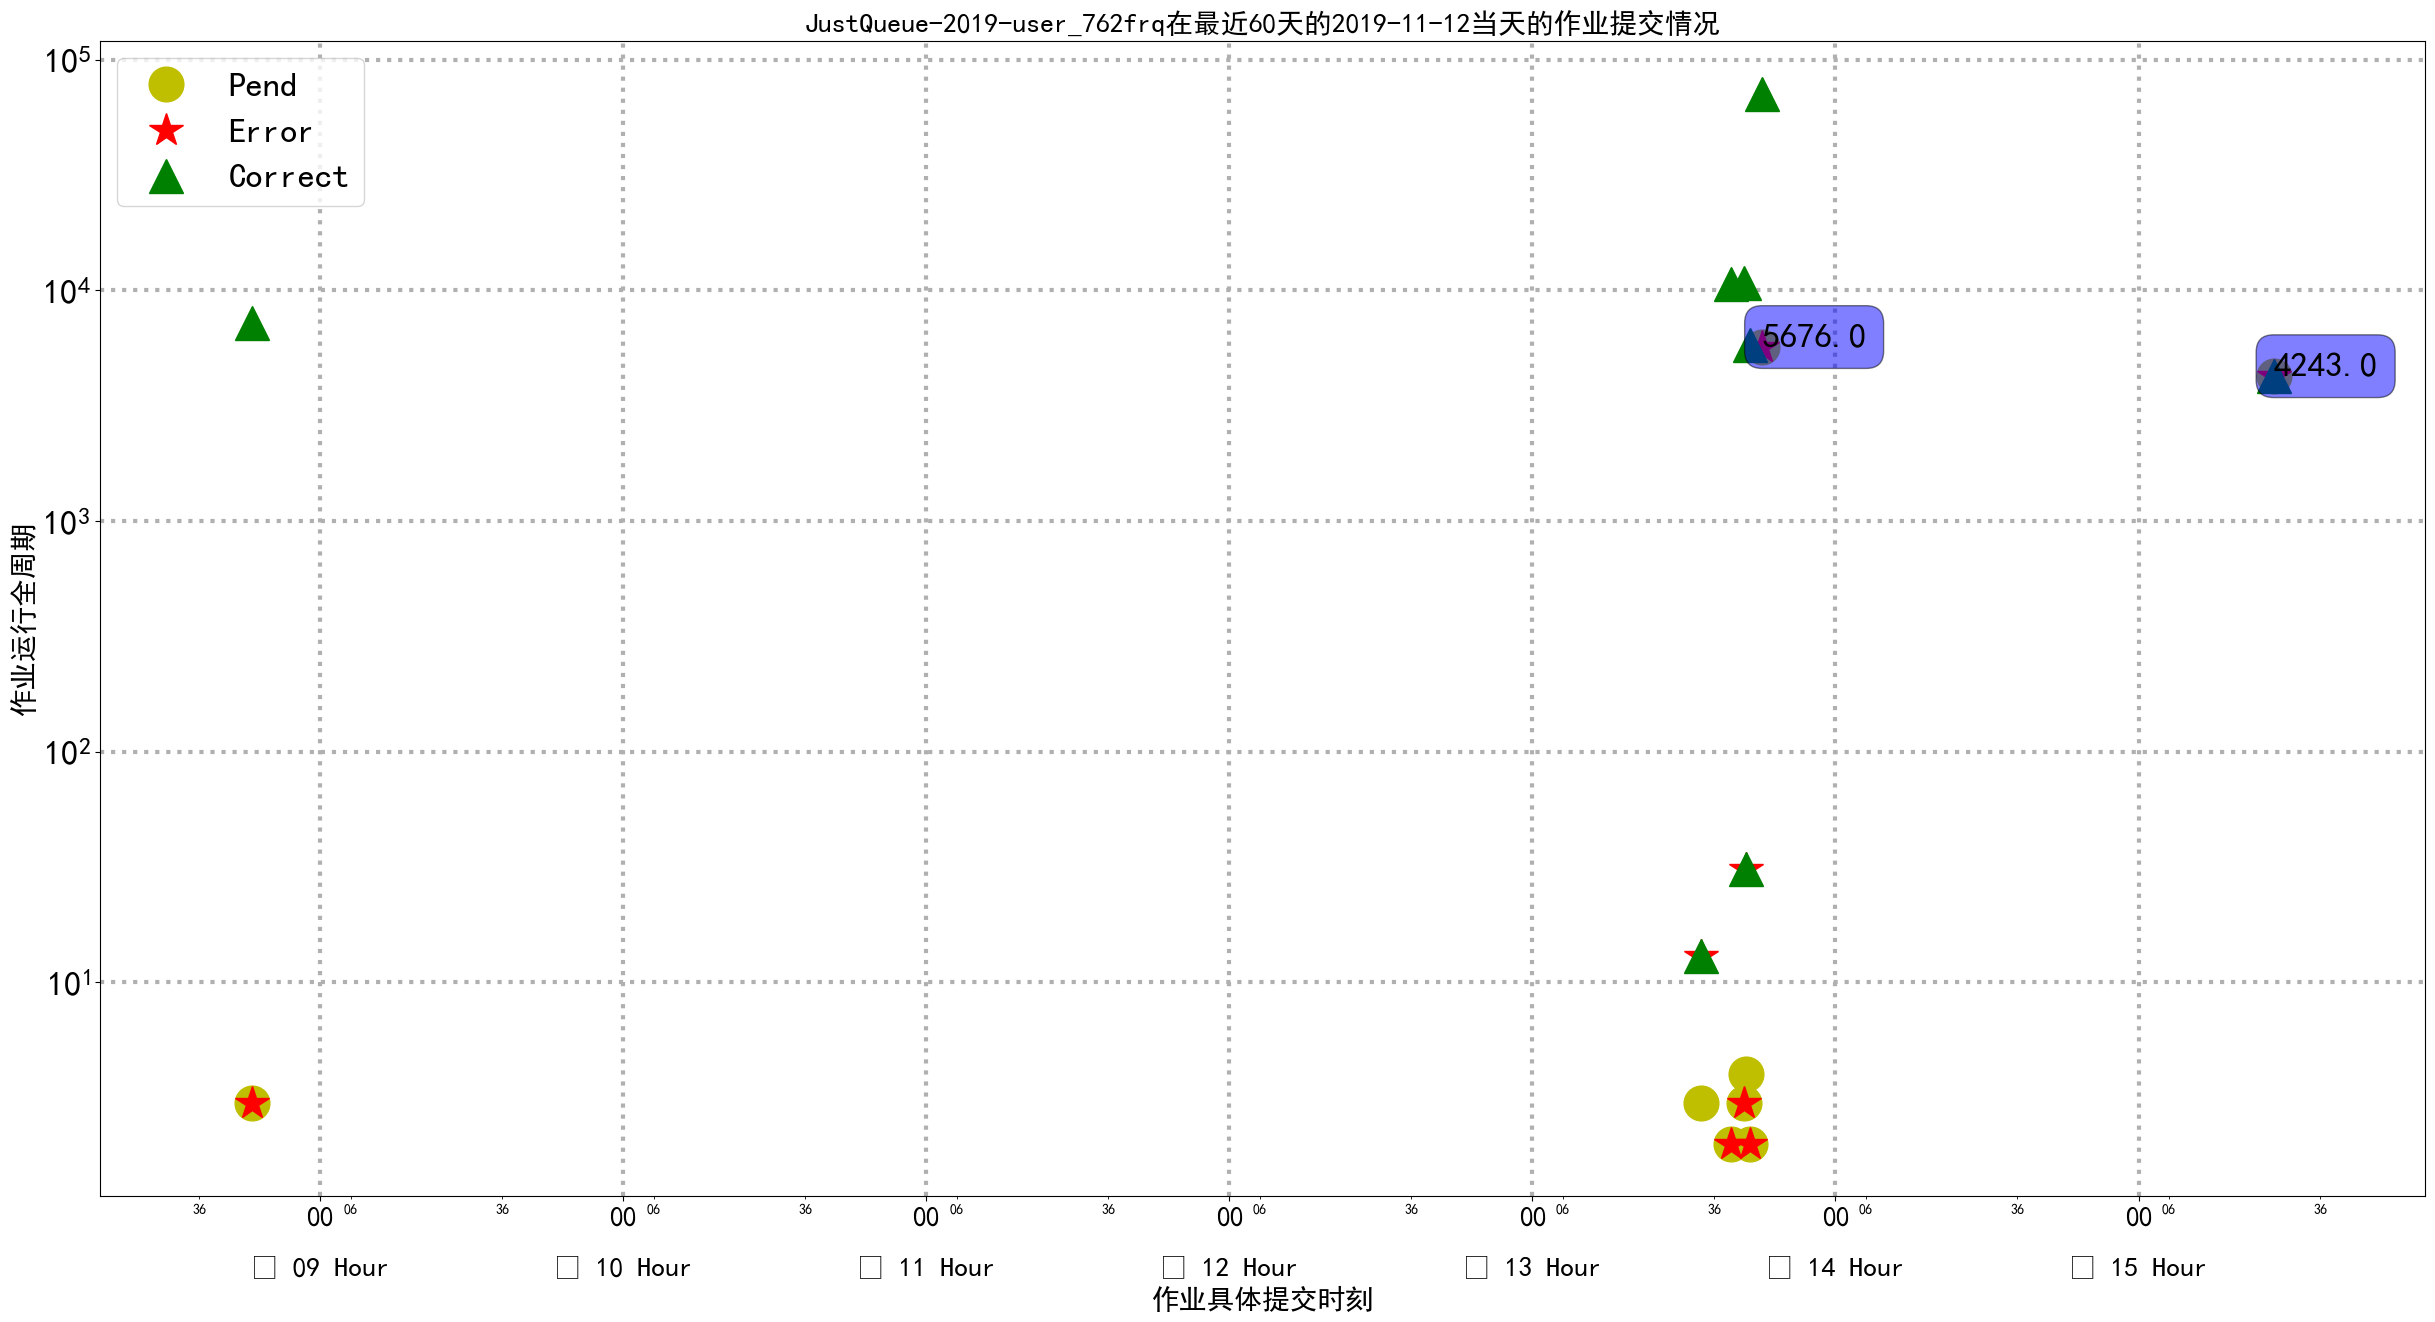 JustQueue-2019-user_762frq在最近60天的2019-11-12当天的作业提交情况
Pend
Error
Correct
作业运行全周期
10⁵
10⁴
10³
10²
10¹
5676.0
4243.0
36 00 06 36 00 06 36 00 06 36 00 06 36 00 06 36 00 06 36 00 06 36
□ 09 Hour □ 10 Hour □ 11 Hour □ 12 Hour □ 13 Hour □ 14 Hour □ 15 Hour
作业具体提交时刻